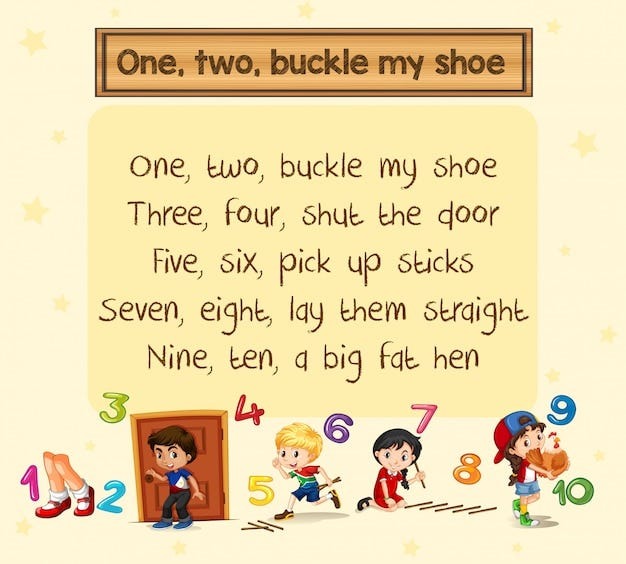 One, two, buckle my shoe
One, two, buckle my shoe
Three, four, shut the door
Five, six, pick up sticks
Seven, eight, lay them straight
Nine, ten, a big fat hen
3 4 6 7 9
1 2 5 8 10